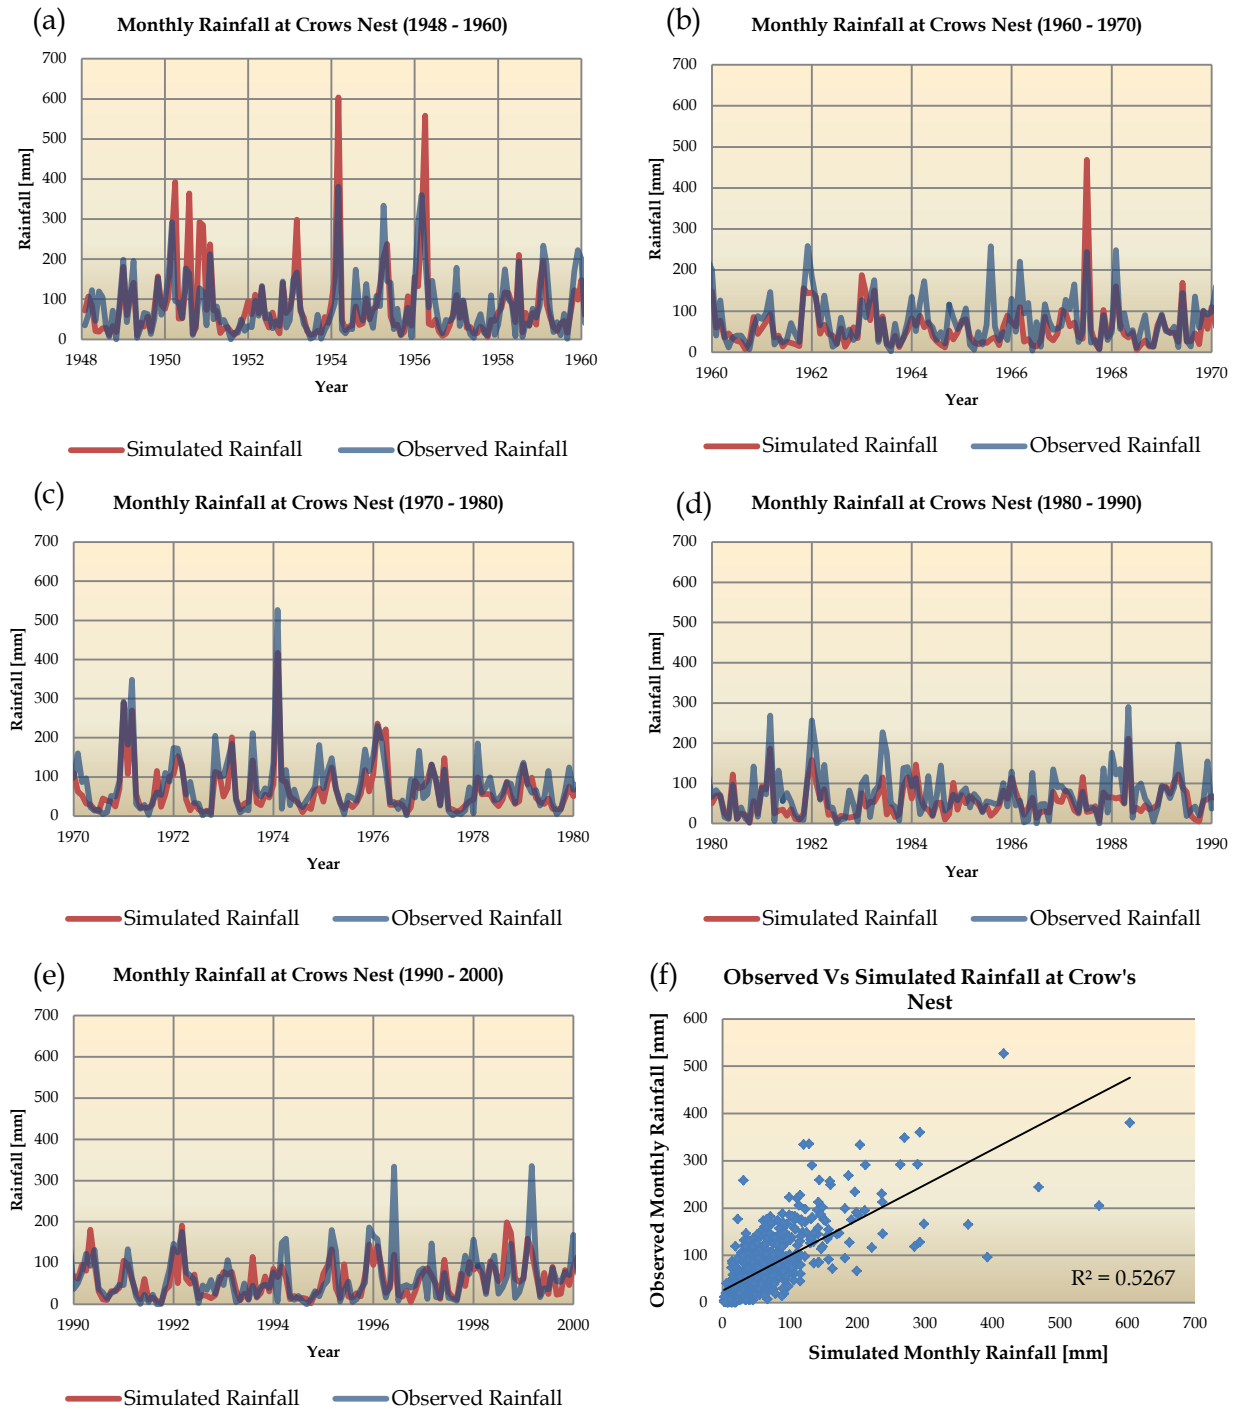 (a)
Monthly Rainfall at Crows Nest (1948 - 1960)
700
600
500
400
300
200
100
0
Rainfall [mm]
1948 1950 1952 1954 1956 1958 1960
Year
Simulated Rainfall Observed Rainfall
(b)
Monthly Rainfall at Crows Nest (1960 - 1970)
700
600
500
400
300
200
100
0
Rainfall [mm]
1960 1962 1964 1966 1968 1970
Year
Simulated Rainfall Observed Rainfall
(c)
Monthly Rainfall at Crows Nest (1970 - 1980)
700
600
500
400
300
200
100
0
Rainfall [mm]
1970 1972 1974 1976 1978 1980
Year
Simulated Rainfall Observed Rainfall
(d)
Monthly Rainfall at Crows Nest (1980 - 1990)
700
600
500
400
300
200
100
0
Rainfall [mm]
1980 1982 1984 1986 1988 1990
Year
Simulated Rainfall Observed Rainfall
(e)
Monthly Rainfall at Crows Nest (1990 - 2000)
700
600
500
400
300
200
100
0
Rainfall [mm]
1990 1992 1994 1996 1998 2000
Year
Simulated Rainfall Observed Rainfall
(f)
Observed Vs Simulated Rainfall at Crow's
Nest
600
500
400
300
200
100
0
Observed Monthly Rainfall [mm]
R² = 0.5267
0 100 200 300 400 500 600 700
Simulated Monthly Rainfall [mm]